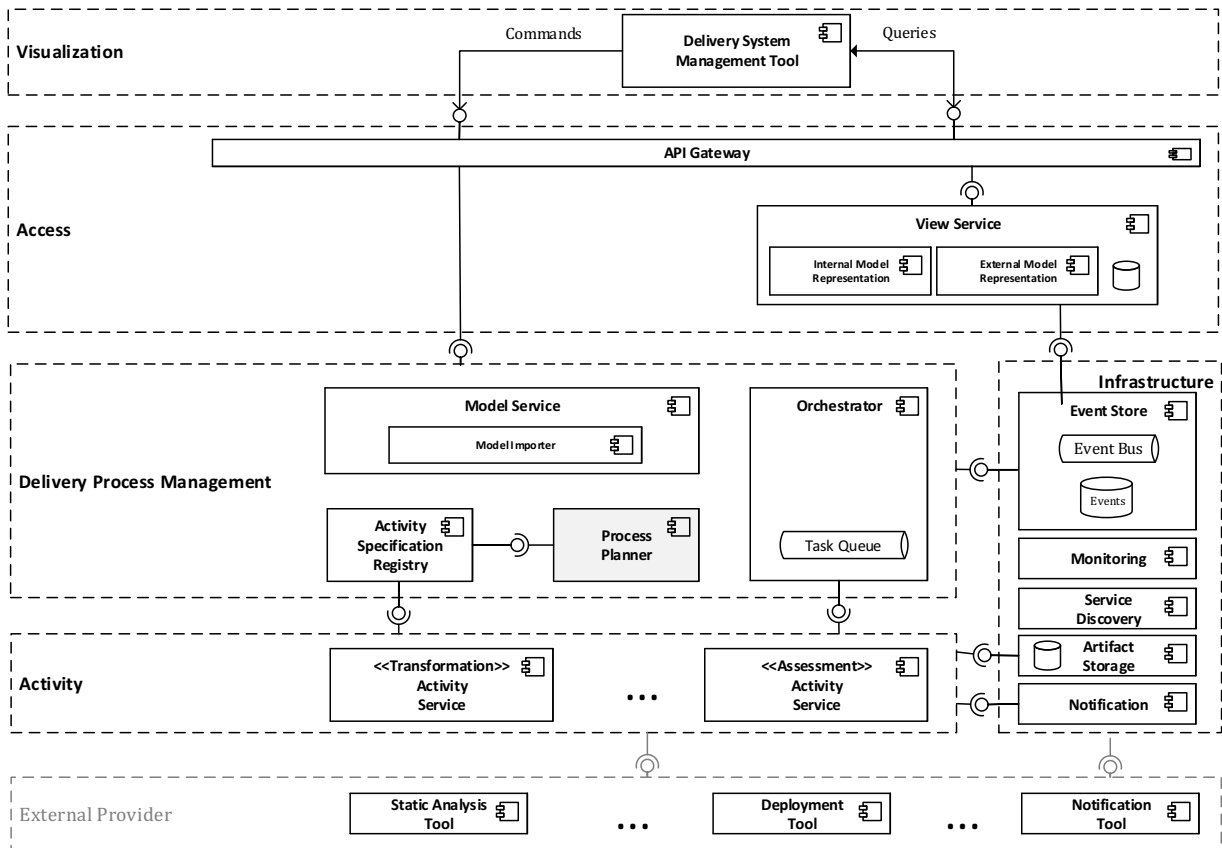 Visualization
Commands
Delivery System
Management Tool
Queries
Access
API Gateway
View Service
Internal Model
Representation
External Model
Representation
Delivery Process Management
Model Service
Model Importer
Activity
Specification
Registry
Process
Planner
Orchestrator
Task Queue
Infrastructure
Event Store
Event Bus
Events
Monitoring
Service
Discovery
Artifact
Storage
Notification
Activity
<<Transformation>>
Activity
Service
...
<<Assessment>>
Activity
Service
External Provider
Static Analysis
Tool
...
Deployment
Tool
...
Notification
Tool